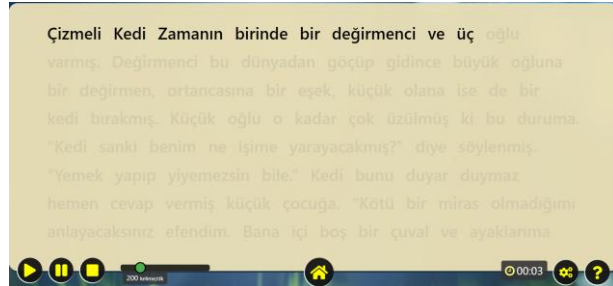 Çizmeli Kedi Zamanın birinde bir değirmenci ve üç oğlu
varmış. Değirmenci bu dünyadan göçüp gidince büyük oğluna
bir değirmen, ortancasına bir eşek, küçük olana ise de bir
kedi bırakmış. Küçük oğlu o kadar çok üzülmüş ki bu duruma.
"Kedi sanki benim ne işime yarayacakmış?" diye söylenmiş.
"Yemek yapıp yiyemezsin bile." Kedi bunu duyar duymaz
hemen cevap vermiş küçük çocuğa. "Kötü bir miras olmadığımı
anlayacaksınız efendim. Bana içi boş bir çuval ve ayaklarıma
200 kelime/dk
00:03
?